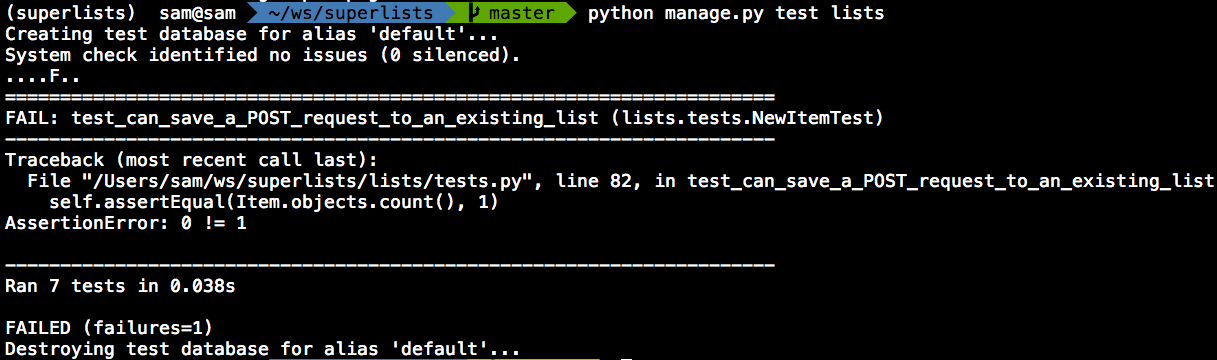 (superlists) sam@sam ~/ws/superlists master python manage.py test lists
Creating test database for alias 'default'...
System check identified no issues (0 silenced).
....F..
======================================================================
FAIL: test_can_save_a_POST_request_to_an_existing_list (lists.tests.NewItemTest)
----------------------------------------------------------------------
Traceback (most recent call last):
  File "/Users/sam/ws/superlists/lists/tests.py", line 82, in test_can_save_a_POST_request_to_an_existing_list
    self.assertEqual(Item.objects.count(), 1)
AssertionError: 0 != 1
----------------------------------------------------------------------
Ran 7 tests in 0.038s
FAILED (failures=1)
Destroying test database for alias 'default'...